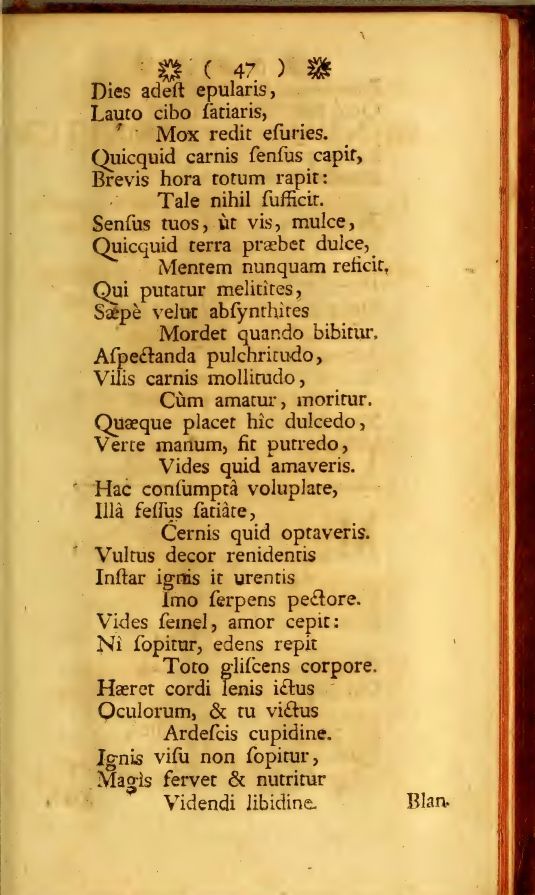 ( 47 )
Dies adeſt epularis,
Lauto cibo ſatiaris,
Mox redit eſuries.
Quicquid carnis ſenſus capit,
Brevis hora totum rapit:
Tale nihil ſufficit.
Senſus tuos, ùt vis, mulce,
Quicquid terra præbet dulce,
Mentem nunquam reficit,
Qui putatur melitîtes,
Sæpè velut abſynthîtes
Mordet quando bibitur.
Aſpectanda pulchritudo,
Vilis carnis mollitudo,
Cùm amatur, moritur.
Quæque placet hîc dulcedo,
Verte manum, fit putredo,
Vides quid amaveris.
Hac conſumptâ voluplate,
Illâ feſſus ſatiâte,
Cernis quid optaveris.
Vultus decor renidentis
Inſtar ignis it urentis
Imo ſerpens pectore.
Vides ſemel, amor cepit:
Nî ſopitur, edens repit
Toto gliſcens corpore.
Hæret cordi lenis ictus
Oculorum, & tu victus
Ardeſcis cupidine.
Ignis viſu non ſopitur,
Magis fervet & nutritur
Videndi libidine. Blan-